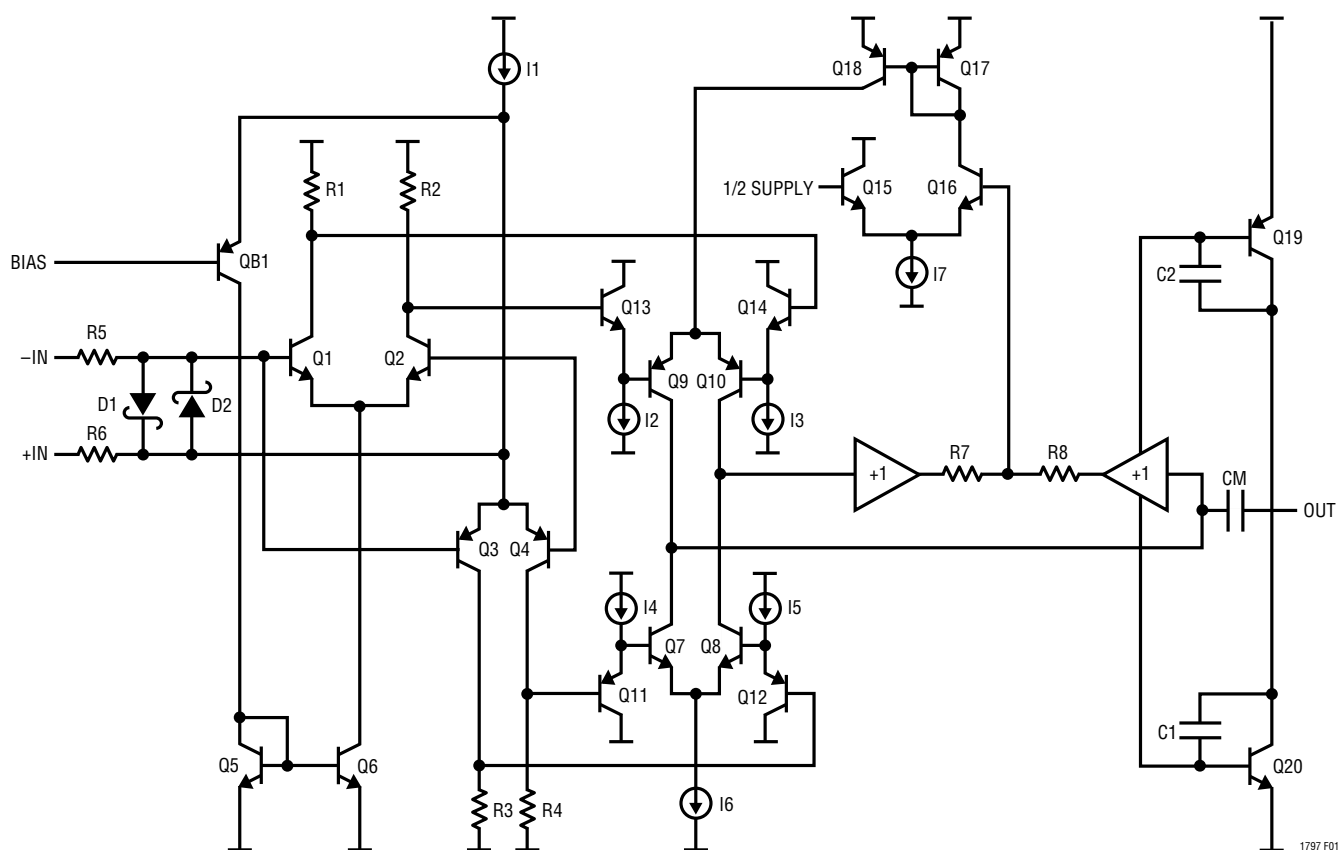 I1
Q18
Q17
R1
R2
1/2 SUPPLY
Q15
Q16
BIAS
QB1
Q19
I7
C2
Q13
Q14
R5
–IN
Q1
Q2
Q9
Q10
D1
D2
I2
I3
R6
+IN
+1
R7
R8
+1
CM
OUT
Q3
Q4
I4
I5
Q7
Q8
Q11
Q12
C1
Q5
Q6
Q20
R3
R4
I6
1797 F01